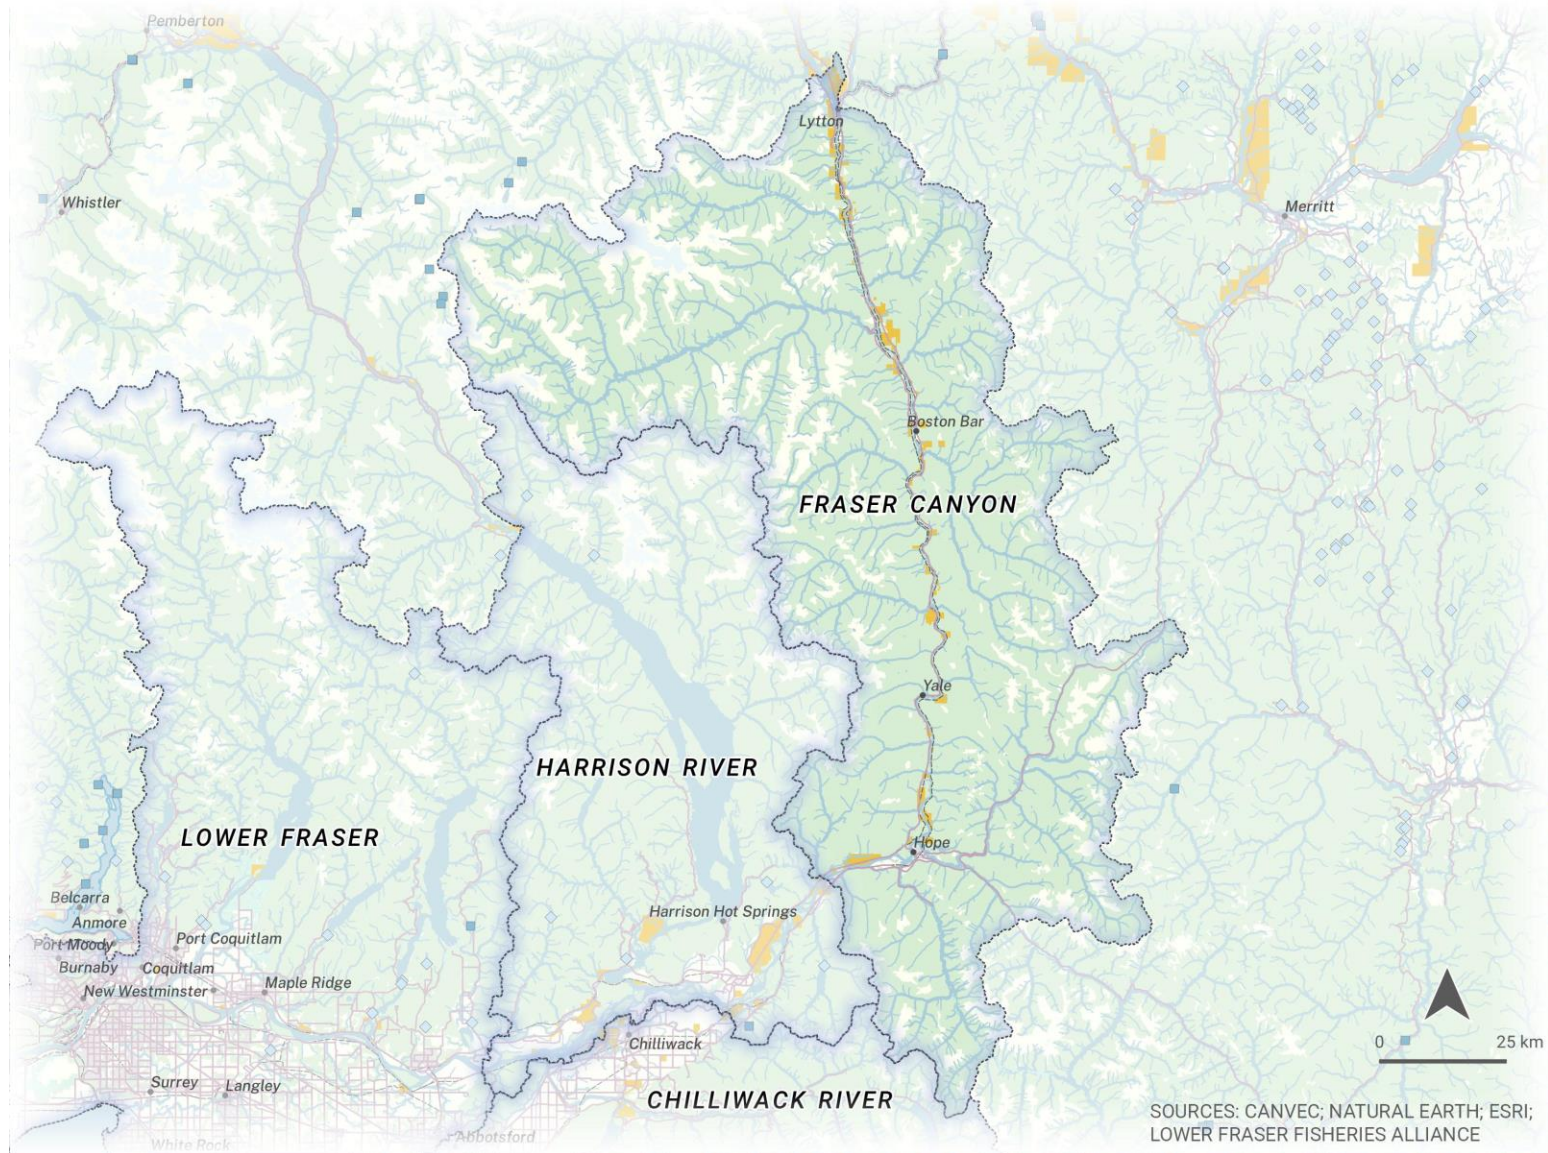 Pemberton
Lytton
Whistler
Merritt
Boston Bar
FRASER CANYON
Yale
HARRISON RIVER
LOWER FRASER
Hope
Belcarra
Anmore
Harrison Hot Springs
Port Moody
Port Coquitlam
Burnaby
Coquitlam
New Westminster
Maple Ridge
Chilliwack
0 25 km
Surrey
Langley
CHILLIWACK RIVER
SOURCES: CANVEC; NATURAL EARTH; ESRI;
LOWER FRASER FISHERIES ALLIANCE
Abbotsford
White Rock